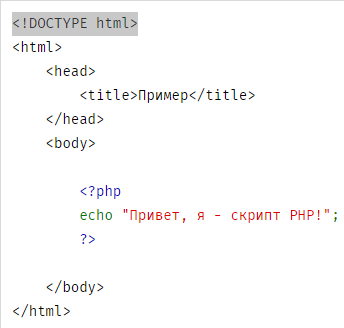 <!DOCTYPE html>
<html>
    <head>
        <title>Пример</title>
    </head>
    <body>

        <?php
        echo "Привет, я - скрипт PHP!";
        ?>

    </body>
</html>